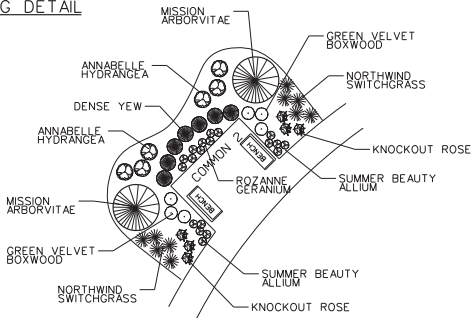 G DETAIL
MISSION
ARBORVITAE
GREEN VELVET
BOXWOOD
ANNABELLE
HYDRANGEA
NORTHWIND
SWITCHGRASS
DENSE YEW
ANNABELLE
HYDRANGEA
COMMON 2
BENCH
KNOCKOUT ROSE
ROZANNE
GERANIUM
SUMMER BEAUTY
ALLIUM
MISSION
ARBORVITAE
BENCH
GREEN VELVET
BOXWOOD
SUMMER BEAUTY
ALLIUM
NORTHWIND
SWITCHGRASS
KNOCKOUT ROSE